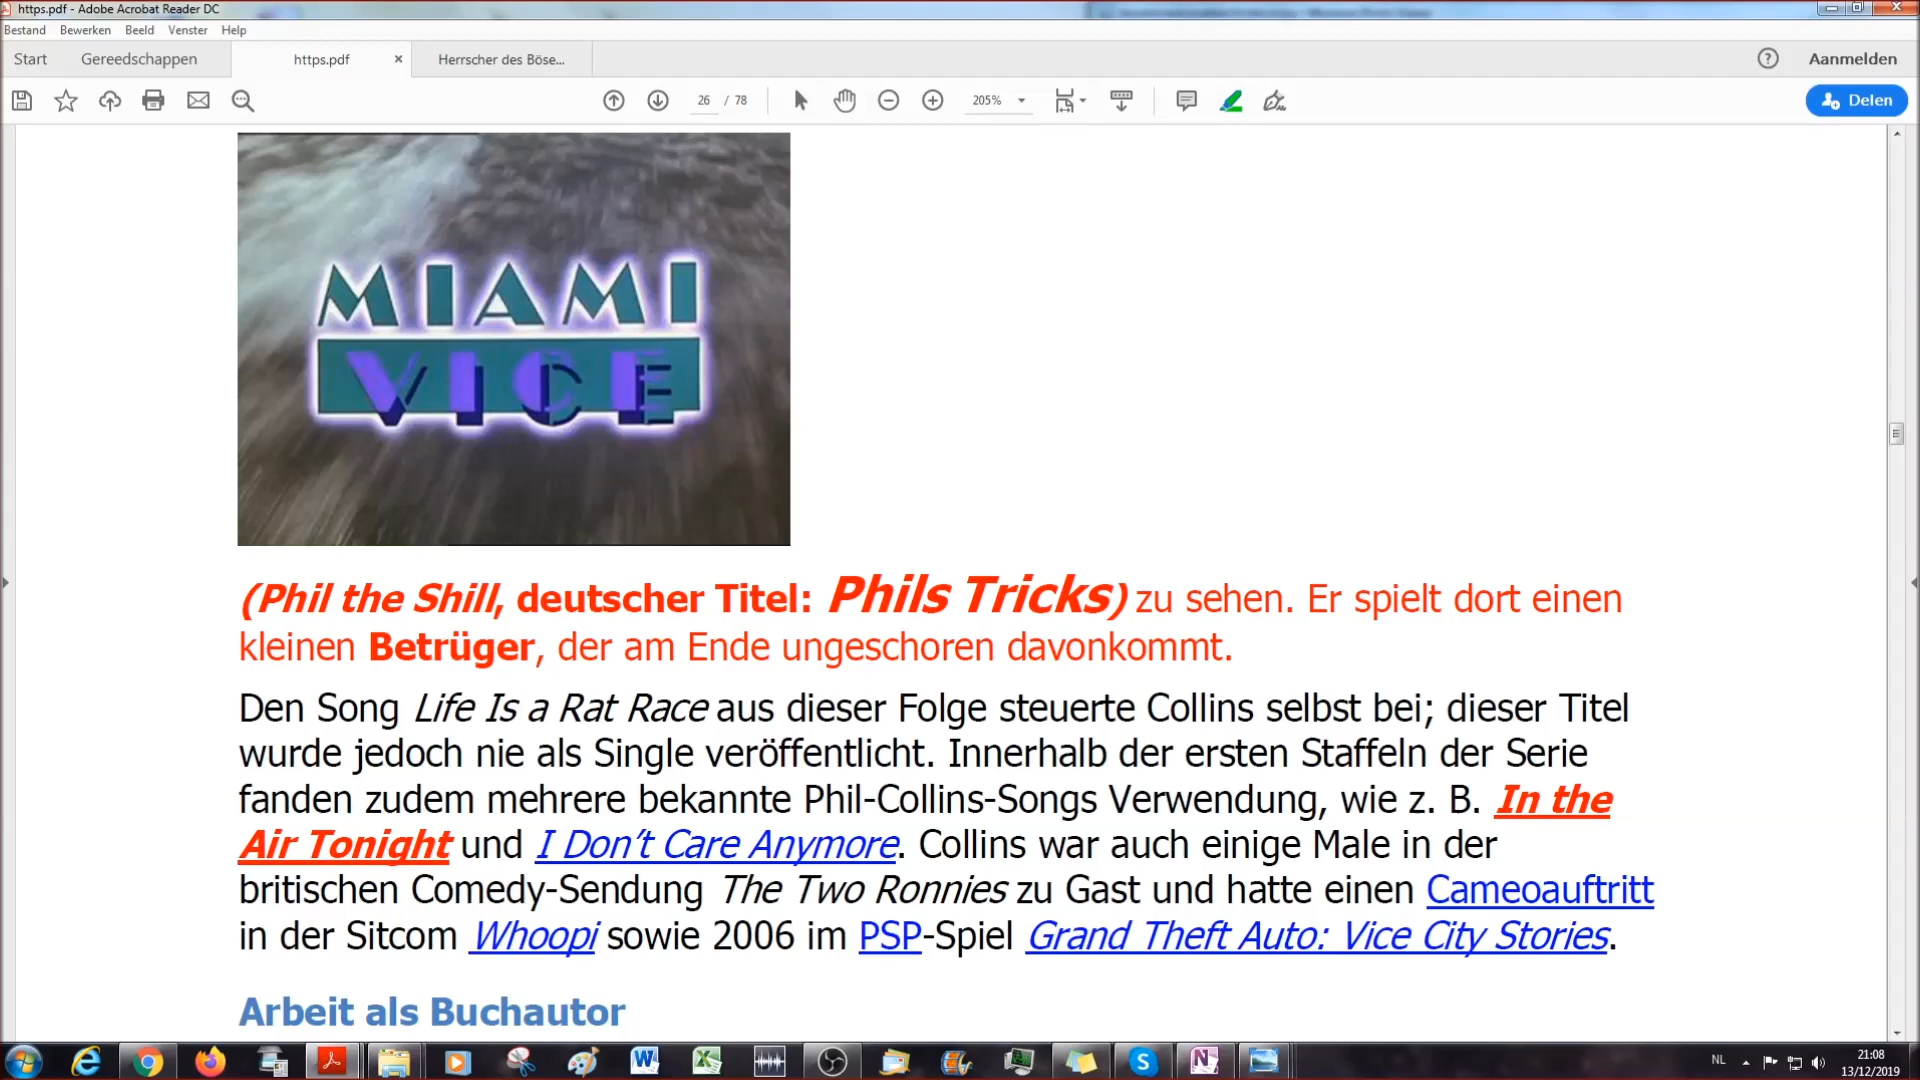 https.pdf - Adobe Acrobat Reader DC
Bestand Bewerken Beeld Venster Help
Start Gereedschappen https.pdf × Herrscher des Böse... ? Aanmelden
26 / 78 205% Delen
MIAMI
VICE
(Phil the Shill, deutscher Titel: Phils Tricks) zu sehen. Er spielt dort einen
kleinen Betrüger, der am Ende ungeschoren davonkommt.
Den Song Life Is a Rat Race aus dieser Folge steuerte Collins selbst bei; dieser Titel
wurde jedoch nie als Single veröffentlicht. Innerhalb der ersten Staffeln der Serie
fanden zudem mehrere bekannte Phil-Collins-Songs Verwendung, wie z. B. In the
Air Tonight und I Don’t Care Anymore. Collins war auch einige Male in der
britischen Comedy-Sendung The Two Ronnies zu Gast und hatte einen Cameoauftritt
in der Sitcom Whoopi sowie 2006 im PSP-Spiel Grand Theft Auto: Vice City Stories.
Arbeit als Buchautor
NL 21:08
13/12/2019